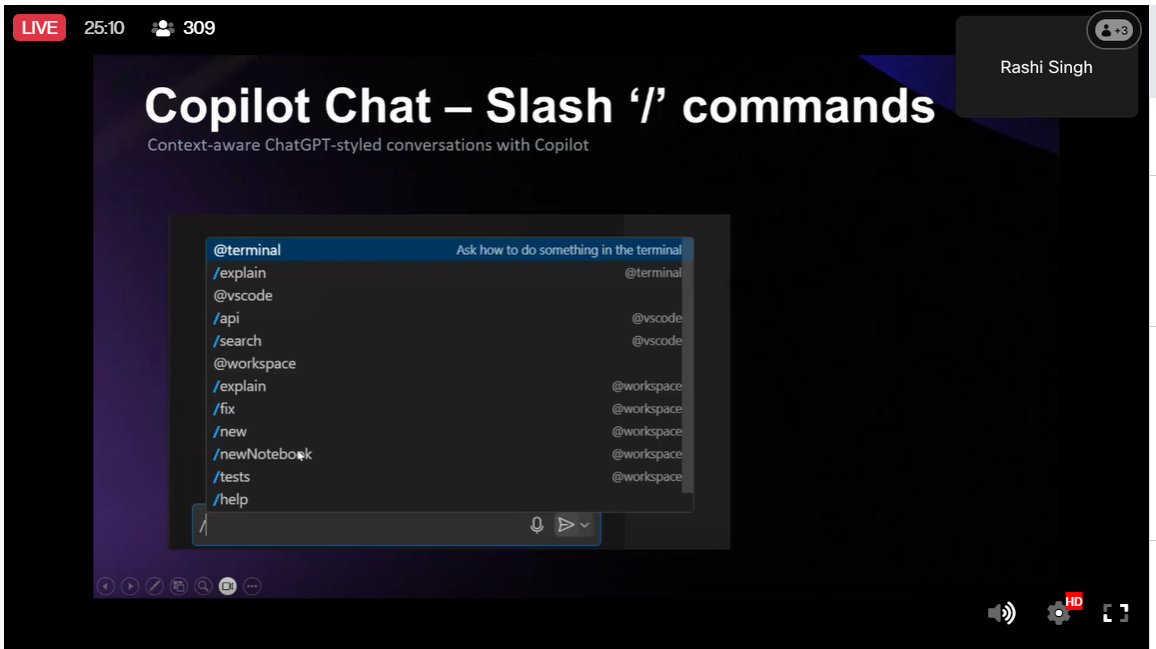 LIVE 25:10 309
+3
Rashi Singh
Copilot Chat – Slash ‘/’ commands
Context-aware ChatGPT-styled conversations with Copilot
@terminal Ask how to do something in the terminal
/explain @terminal
@vscode
/api @vscode
/search @vscode
@workspace
/explain @workspace
/fix @workspace
/new @workspace
/newNotebook @workspace
/tests @workspace
/help
/
HD